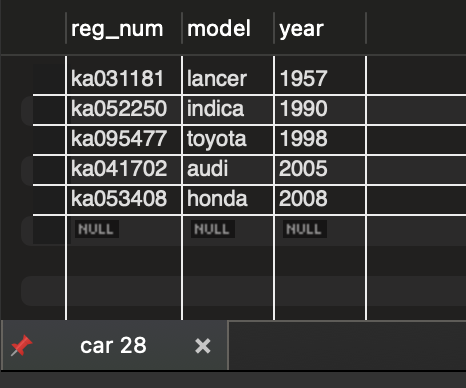 reg_num model year
ka031181 lancer 1957
ka052250 indica 1990
ka095477 toyota 1998
ka041702 audi 2005
ka053408 honda 2008
NULL NULL NULL
car 28